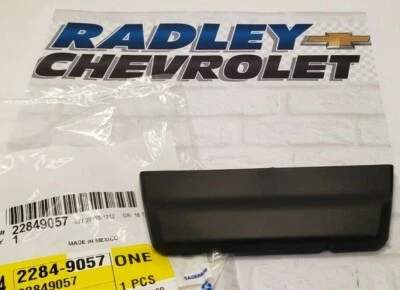 RADLEY
CHEVROLET
22849057
1
MADE IN MEXICO
2284-9057 ONE
22849057 1 PCS